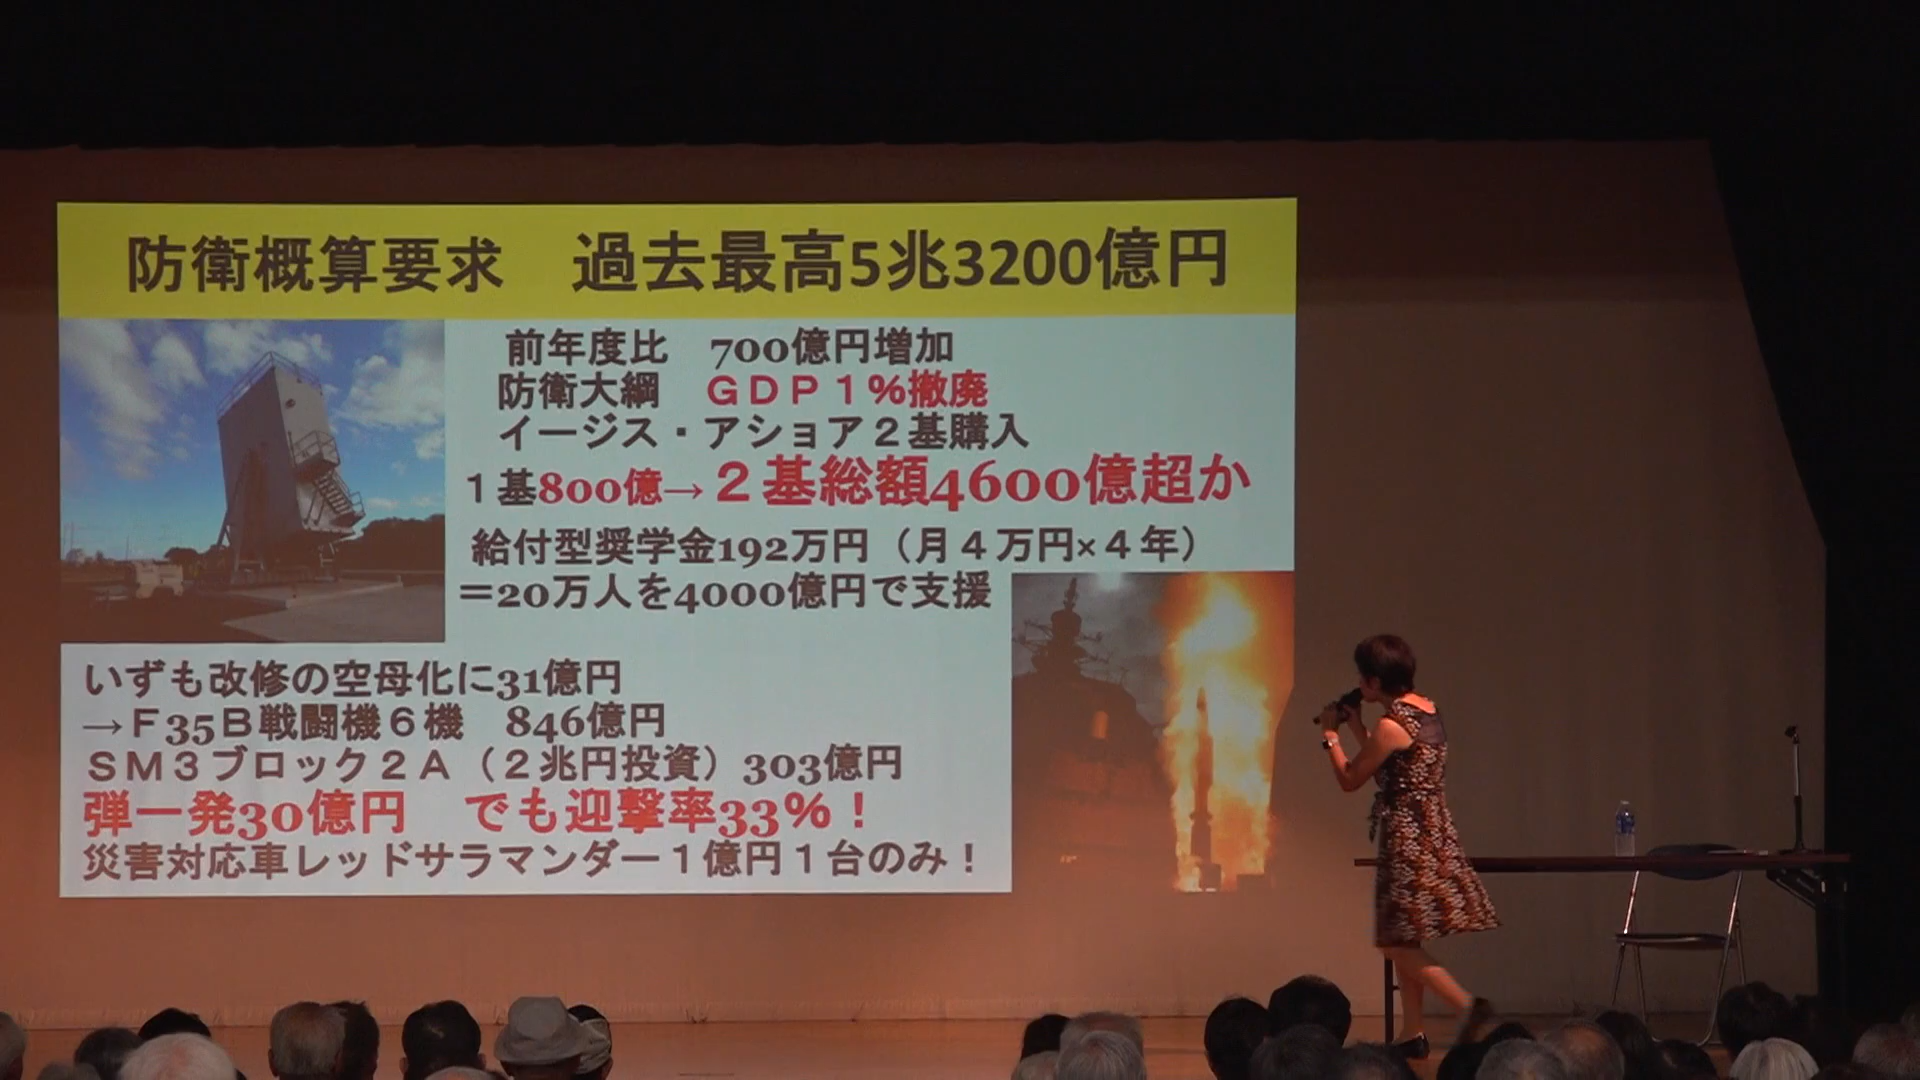 防衛概算要求　過去最高5兆3200億円
前年度比　700億円増加
防衛大綱　ＧＤＰ１%撤廃
イージス・アショア２基購入
１基800億→２基総額4600億超か
給付型奨学金192万円（月４万円×４年）
＝20万人を4000億円で支援
いずも改修の空母化に31億円
→Ｆ35Ｂ戦闘機６機　846億円
ＳＭ３ブロック２Ａ（２兆円投資）303億円
弾一発30億円　でも迎撃率33%！
災害対応車レッドサラマンダー１億円１台のみ！